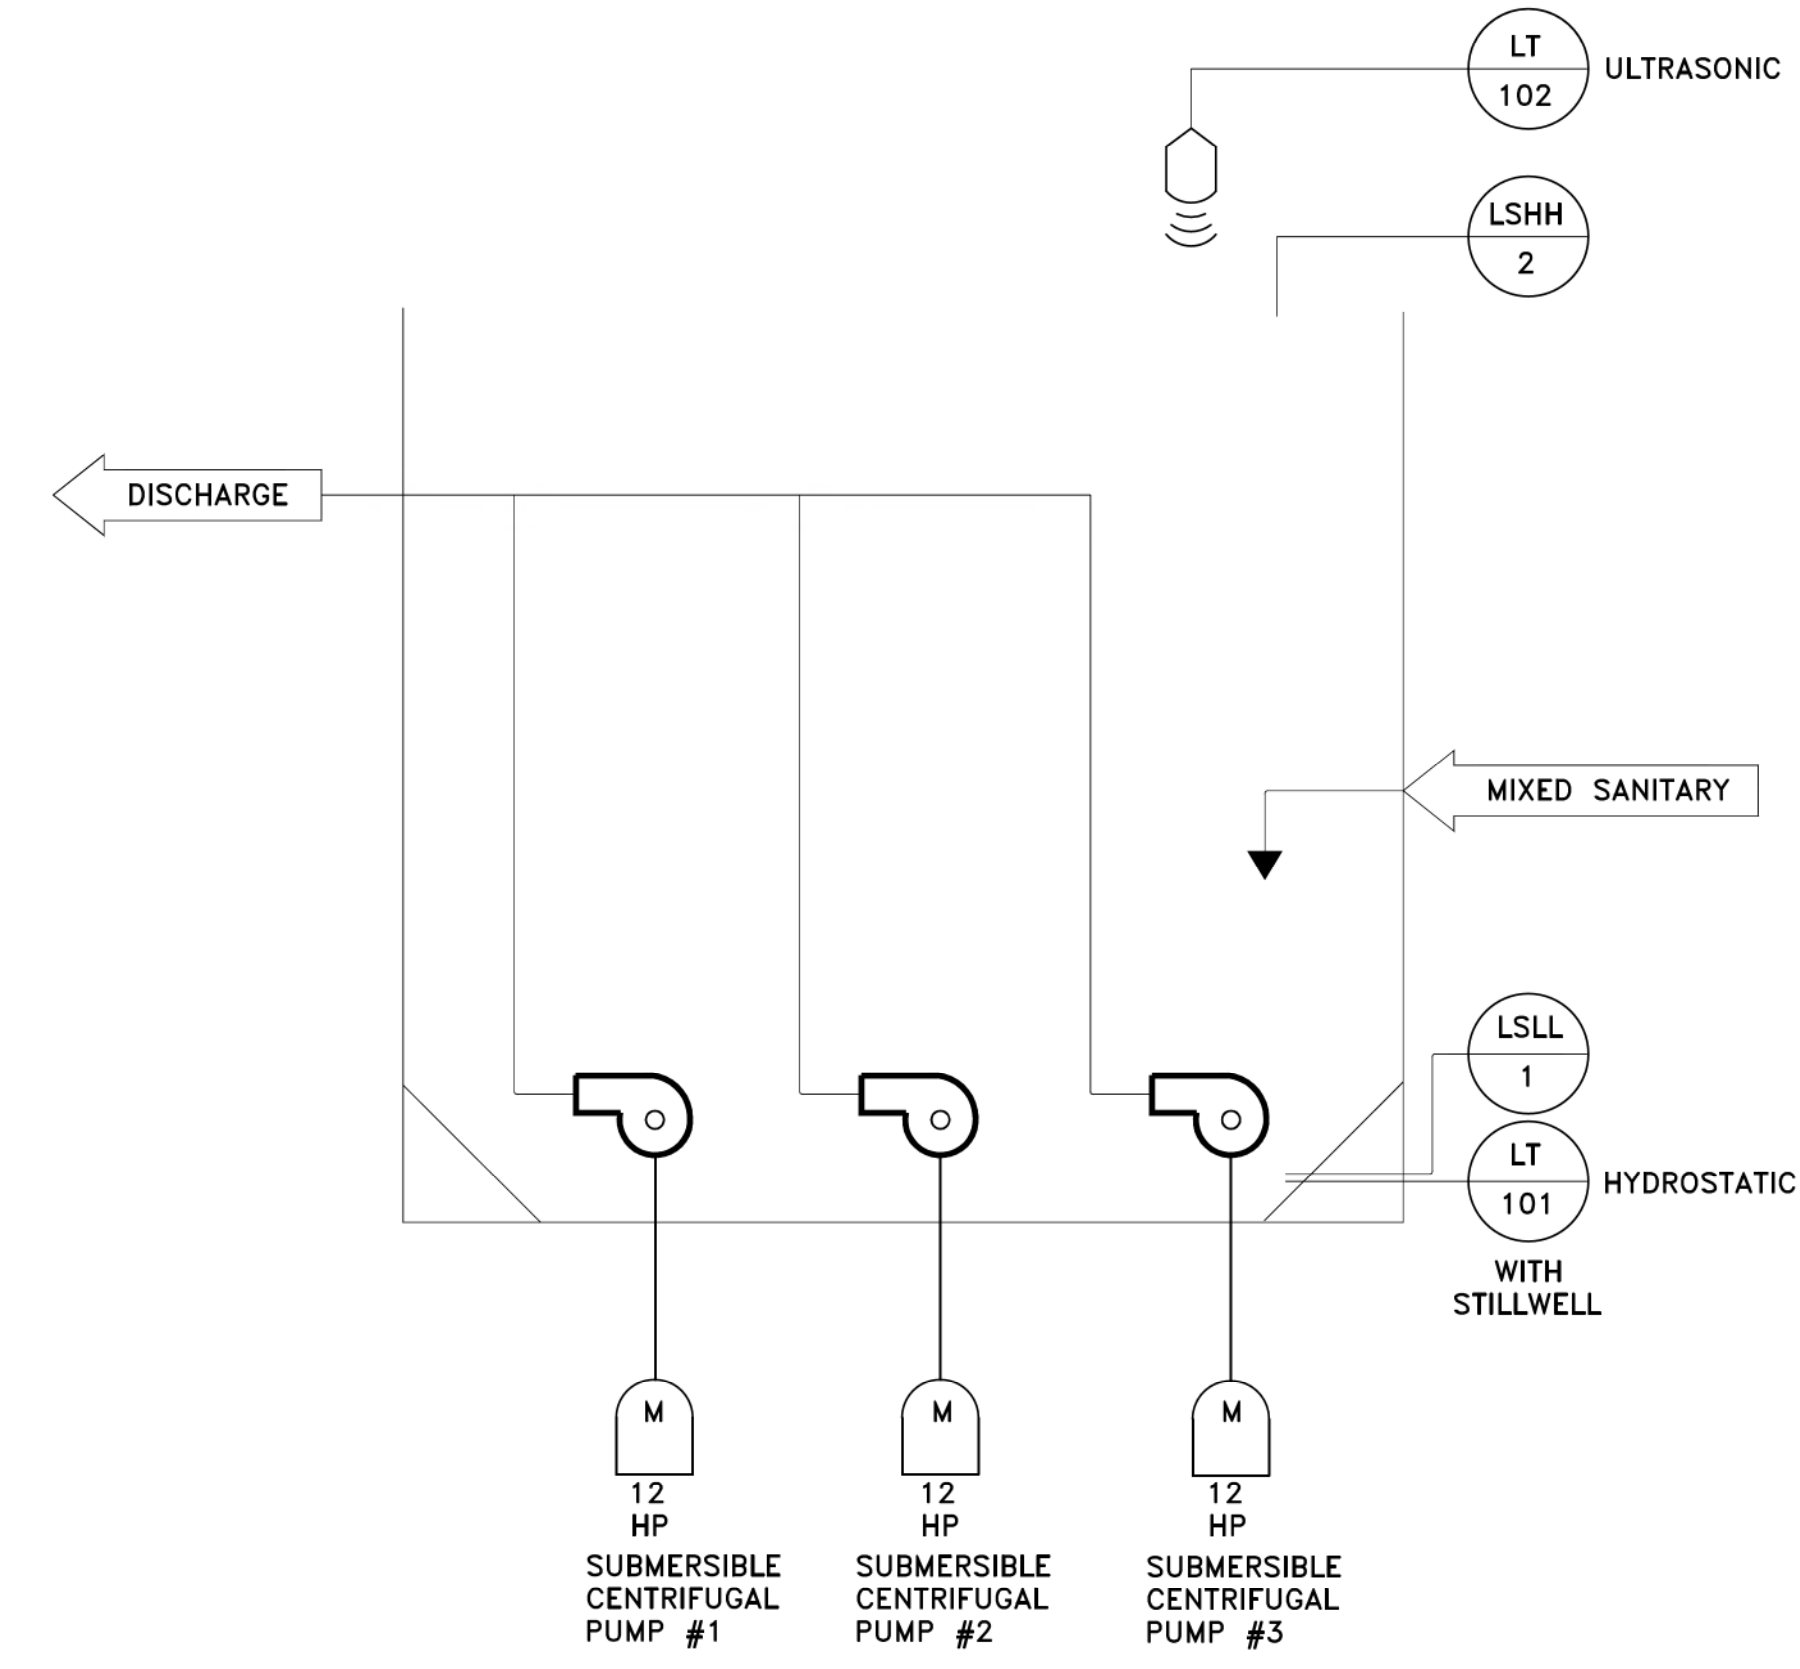 LT
102
ULTRASONIC
LSHH
2
DISCHARGE
MIXED SANITARY
LSLL
1
LT
101
HYDROSTATIC
WITH
STILLWELL
M
12
HP
SUBMERSIBLE
CENTRIFUGAL
PUMP #1
M
12
HP
SUBMERSIBLE
CENTRIFUGAL
PUMP #2
M
12
HP
SUBMERSIBLE
CENTRIFUGAL
PUMP #3